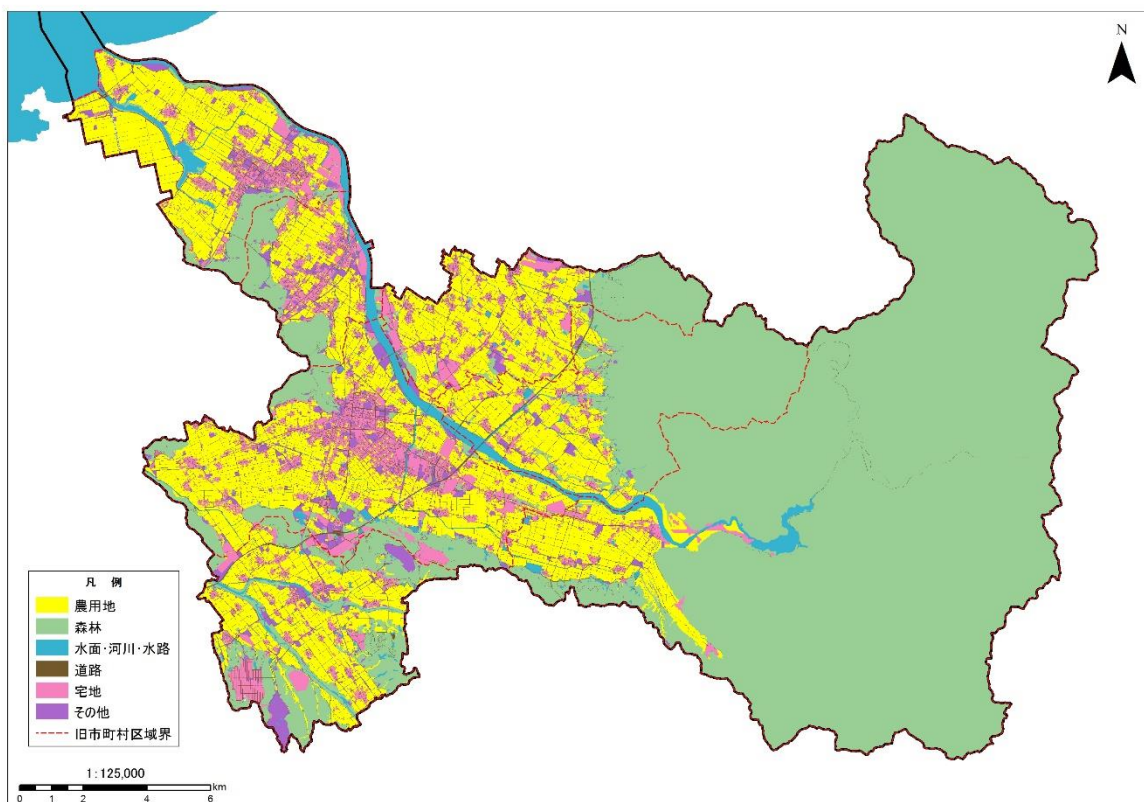 N
凡 例
農用地
森林
水面・河川・水路
道路
宅地
その他
旧市町村区域界
1:125,000
km
0 1 2 4 6